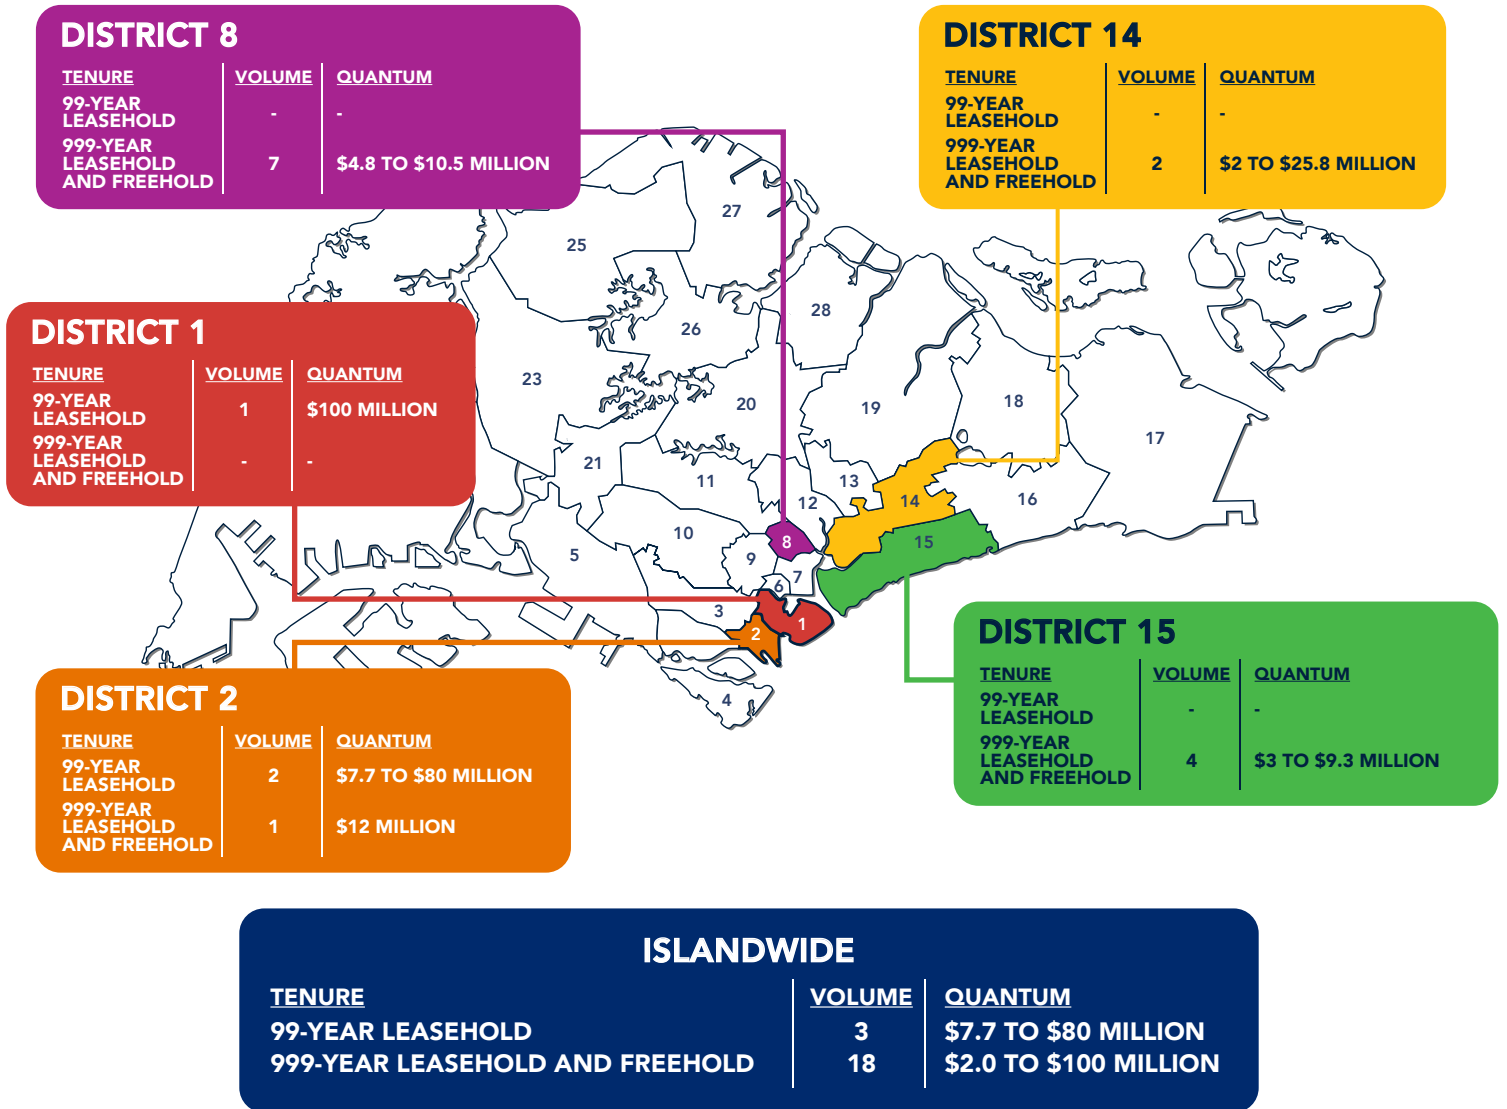 DISTRICT 8
TENURE VOLUME QUANTUM
99-YEAR
LEASEHOLD - -
999-YEAR
LEASEHOLD
AND FREEHOLD 7 $4.8 TO $10.5 MILLION
DISTRICT 14
TENURE VOLUME QUANTUM
99-YEAR
LEASEHOLD - -
999-YEAR
LEASEHOLD
AND FREEHOLD 2 $2 TO $25.8 MILLION
DISTRICT 1
TENURE VOLUME QUANTUM
99-YEAR
LEASEHOLD 1 $100 MILLION
999-YEAR
LEASEHOLD
AND FREEHOLD - -
27
25
28
26
23
20
19
18
17
21
11
13
12
14
16
10
15
5
8
9
7
6
3
1
2
4
DISTRICT 2
TENURE VOLUME QUANTUM
99-YEAR
LEASEHOLD 2 $7.7 TO $80 MILLION
999-YEAR
LEASEHOLD
AND FREEHOLD 1 $12 MILLION
DISTRICT 15
TENURE VOLUME QUANTUM
99-YEAR
LEASEHOLD - -
999-YEAR
LEASEHOLD
AND FREEHOLD 4 $3 TO $9.3 MILLION
ISLANDWIDE
TENURE VOLUME QUANTUM
99-YEAR LEASEHOLD 3 $7.7 TO $80 MILLION
999-YEAR LEASEHOLD AND FREEHOLD 18 $2.0 TO $100 MILLION